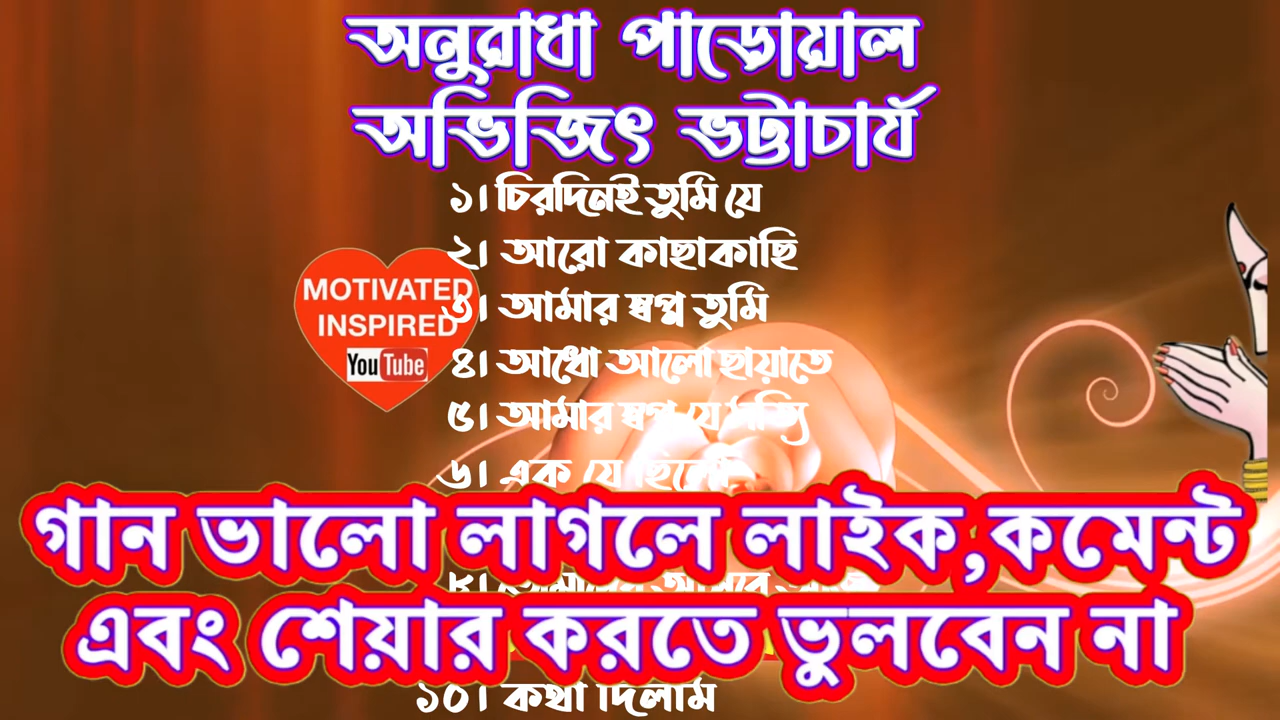 অনুরাধা পাড়োয়াল
অভিজিৎ ভট্টাচার্য
১। চিরদিনই তুমি যে
২। আরো কাছাকাছি
৩। আমার স্বপ্ন তুমি
৪। আধো আলো ছায়াতে
৫। আমার স্বপ্ন যে সত্যি
৬। এক যে ছিলো
MOTIVATED
INSPIRED
YouTube
গান ভালো লাগলে লাইক,কমেন্ট
৮।
এবং শেয়ার করতে ভুলবেন না
১০। কথা দিলাম